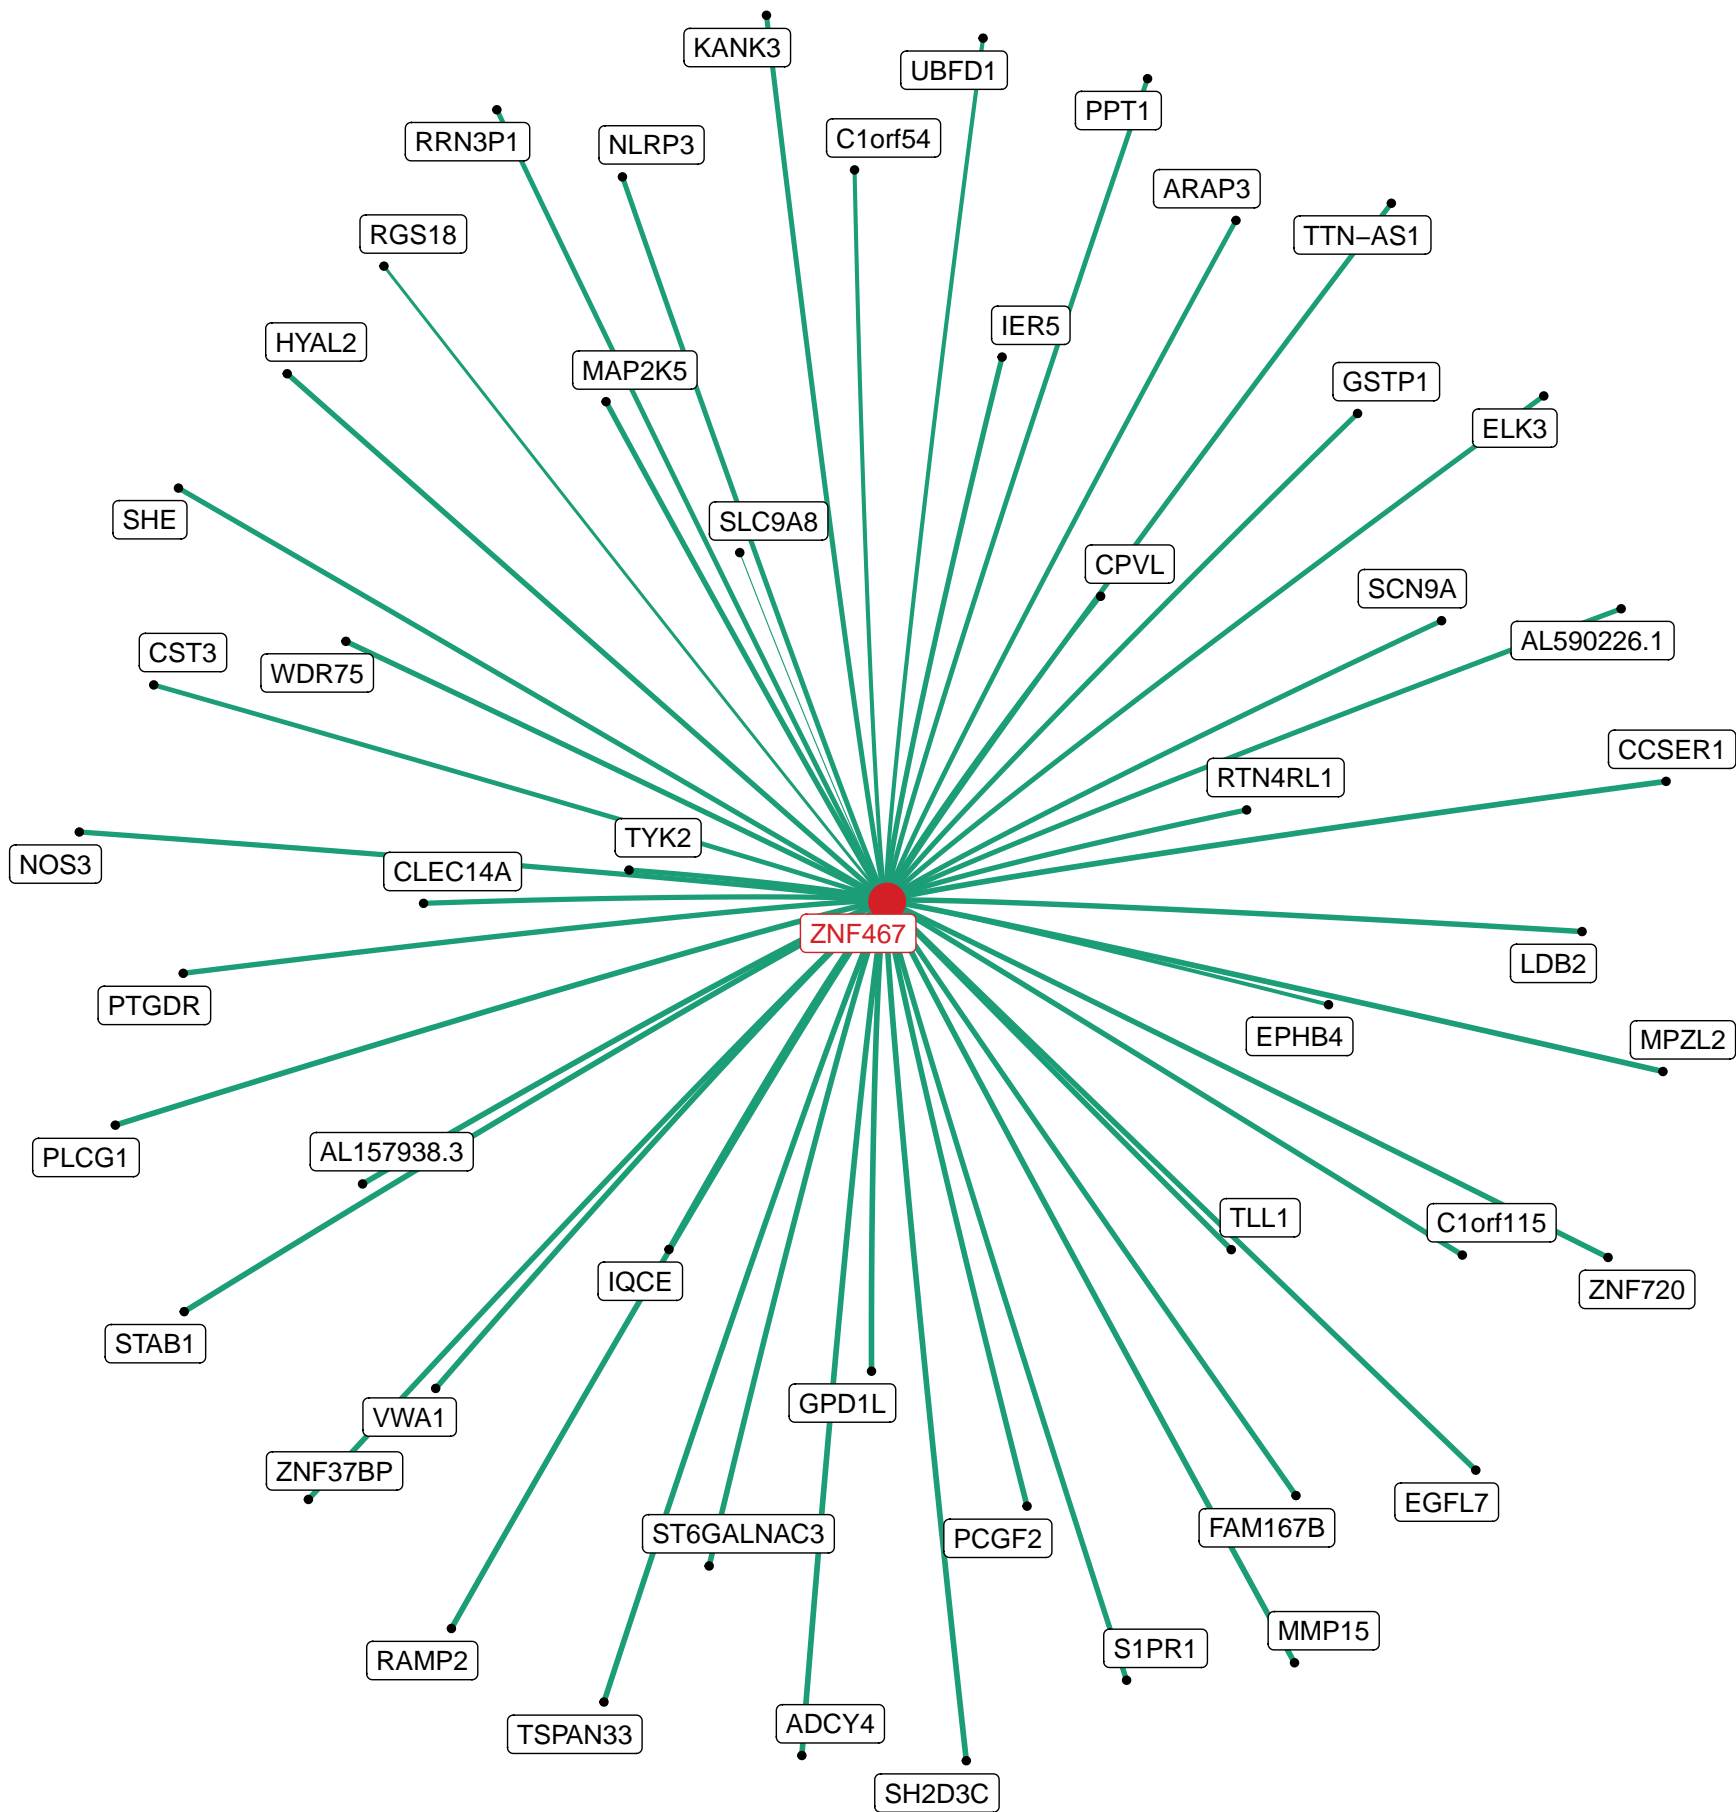 KANK3
UBFD1
PPT1
RRN3P1
NLRP3
C1orf54
ARAP3
RGS18
TTN−AS1
IER5
HYAL2
MAP2K5
GSTP1
ELK3
SHE
SLC9A8
CPVL
SCN9A
AL590226.1
CST3
WDR75
CCSER1
RTN4RL1
TYK2
NOS3
CLEC14A
ZNF467
LDB2
PTGDR
EPHB4
MPZL2
PLCG1
AL157938.3
TLL1
C1orf115
IQCE
ZNF720
STAB1
GPD1L
VWA1
ZNF37BP
EGFL7
ST6GALNAC3
PCGF2
FAM167B
MMP15
S1PR1
RAMP2
ADCY4
TSPAN33
SH2D3C